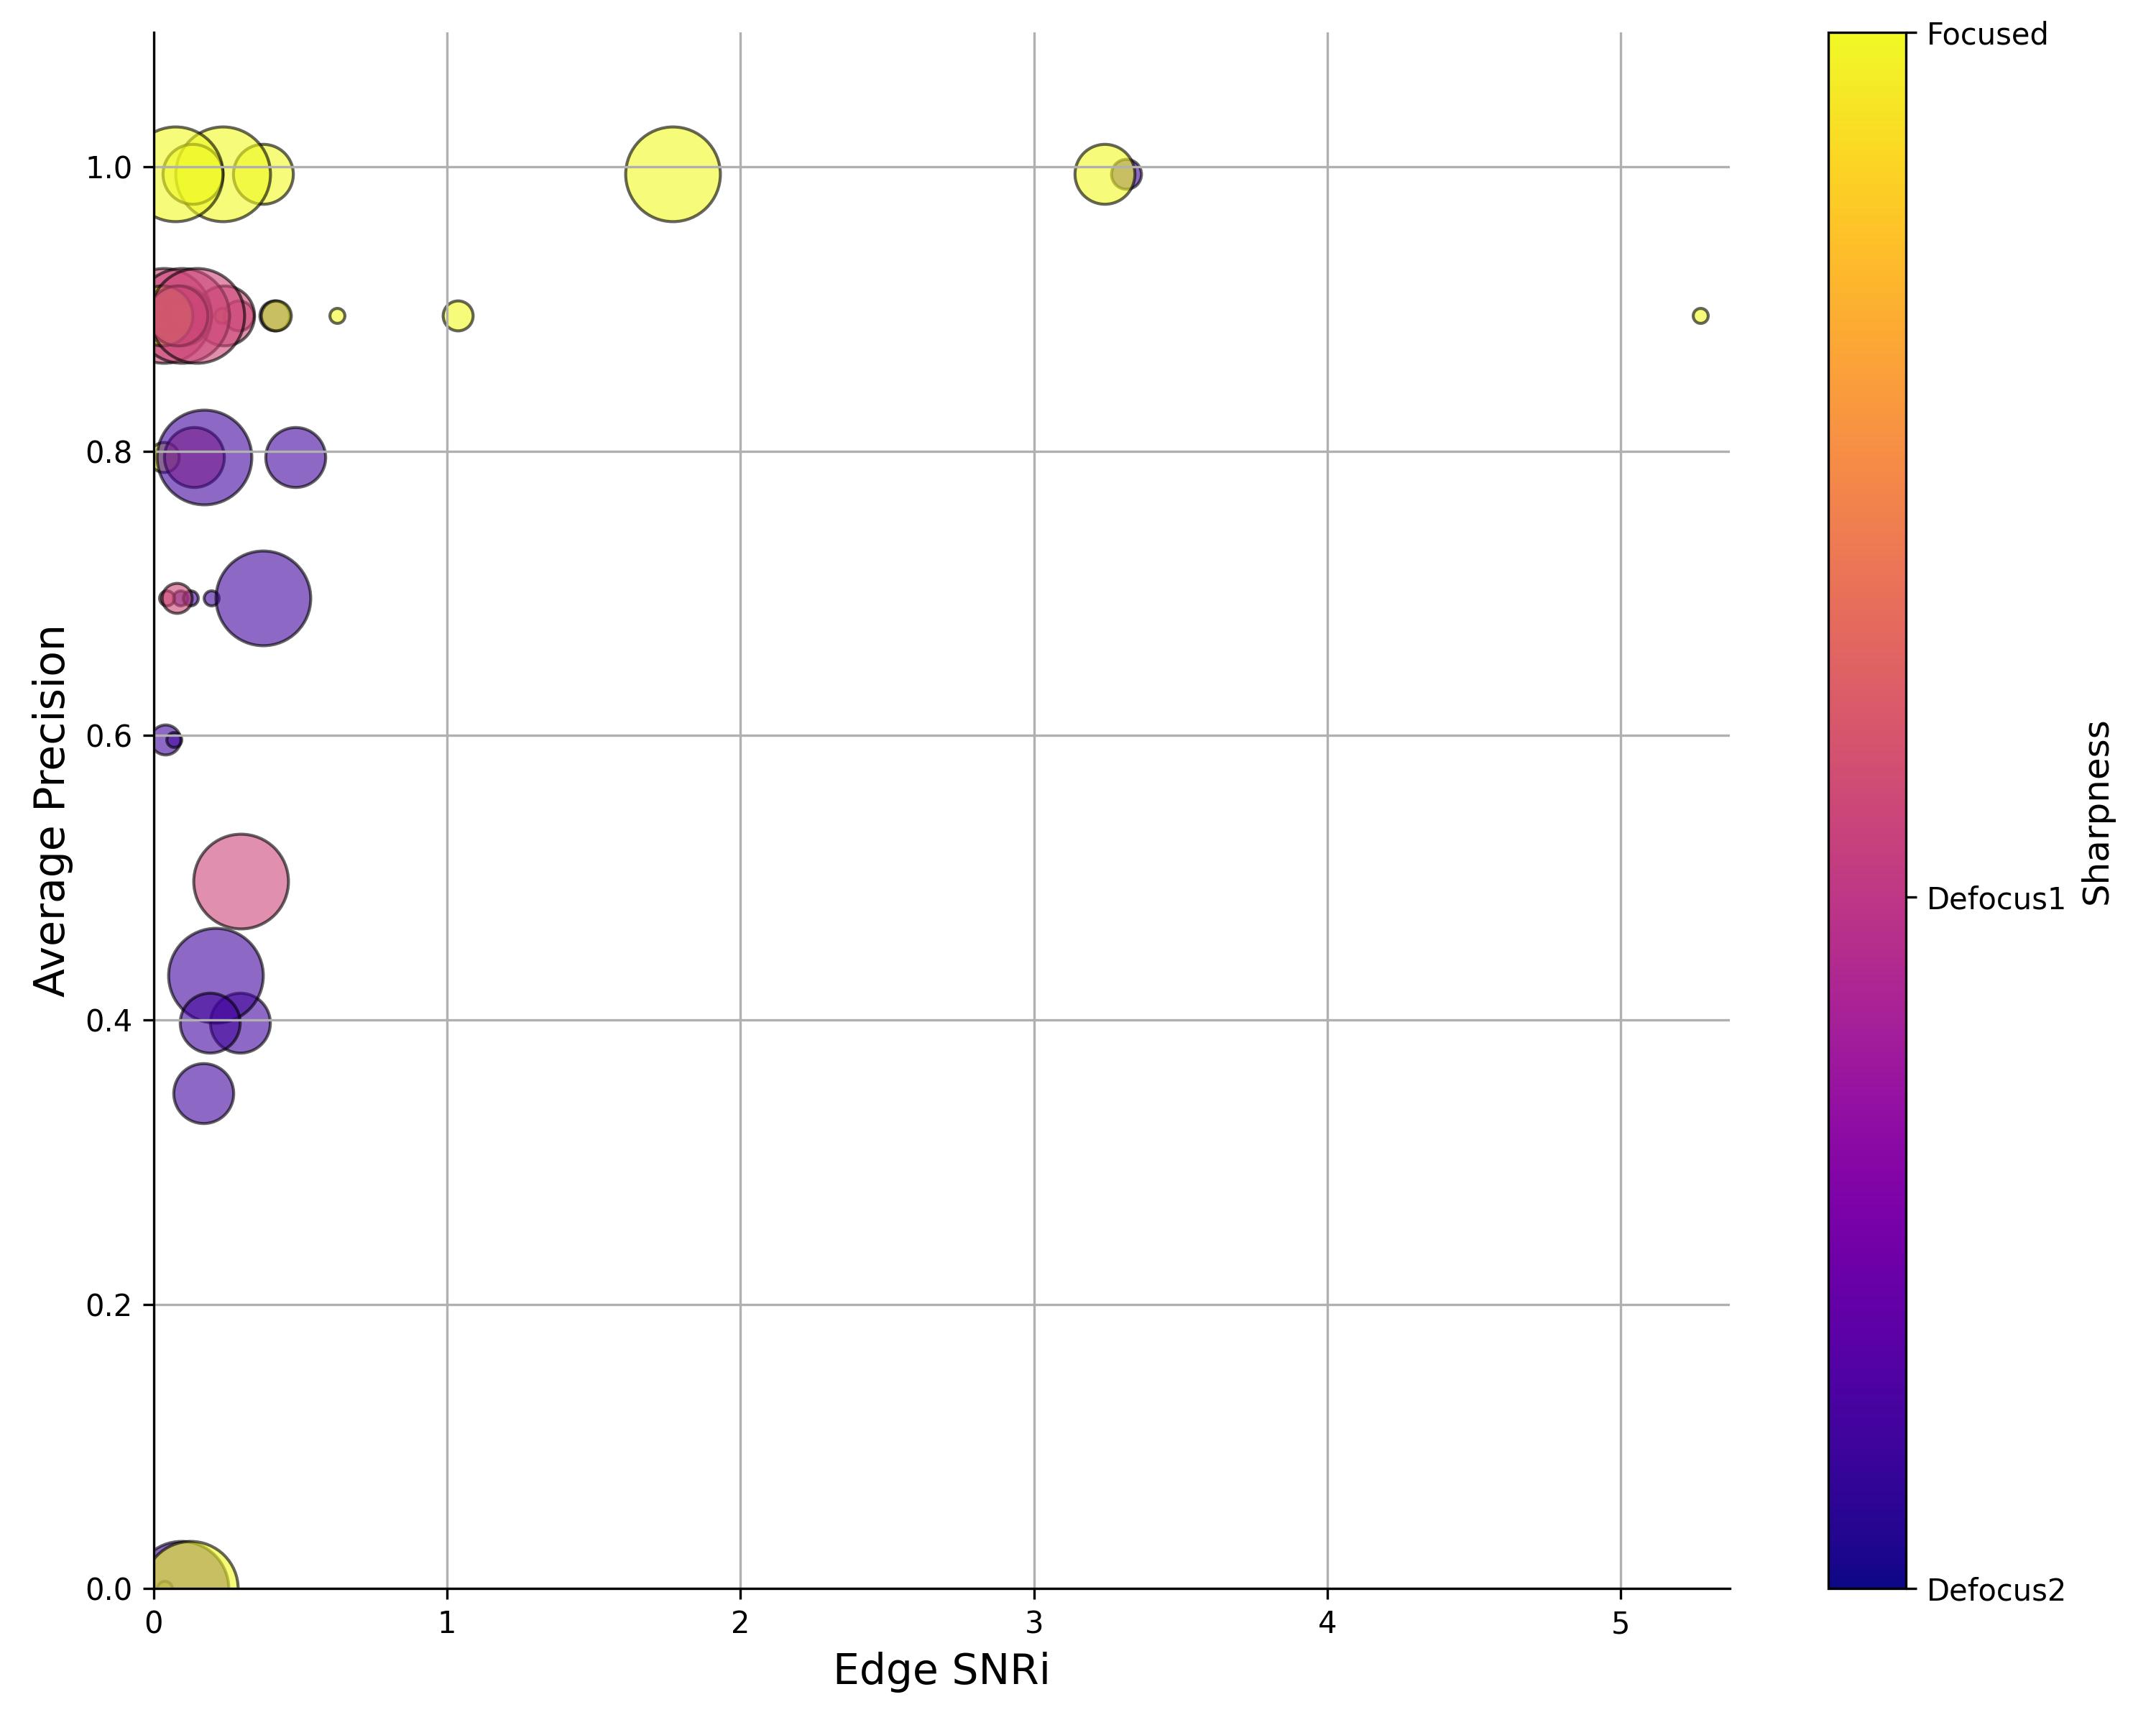 Average Precision
1.0
0.8
0.6
0.4
0.2
0.0
0 1 2 3 4 5
Edge SNRi
Focused
Defocus1
Defocus2
Sharpness